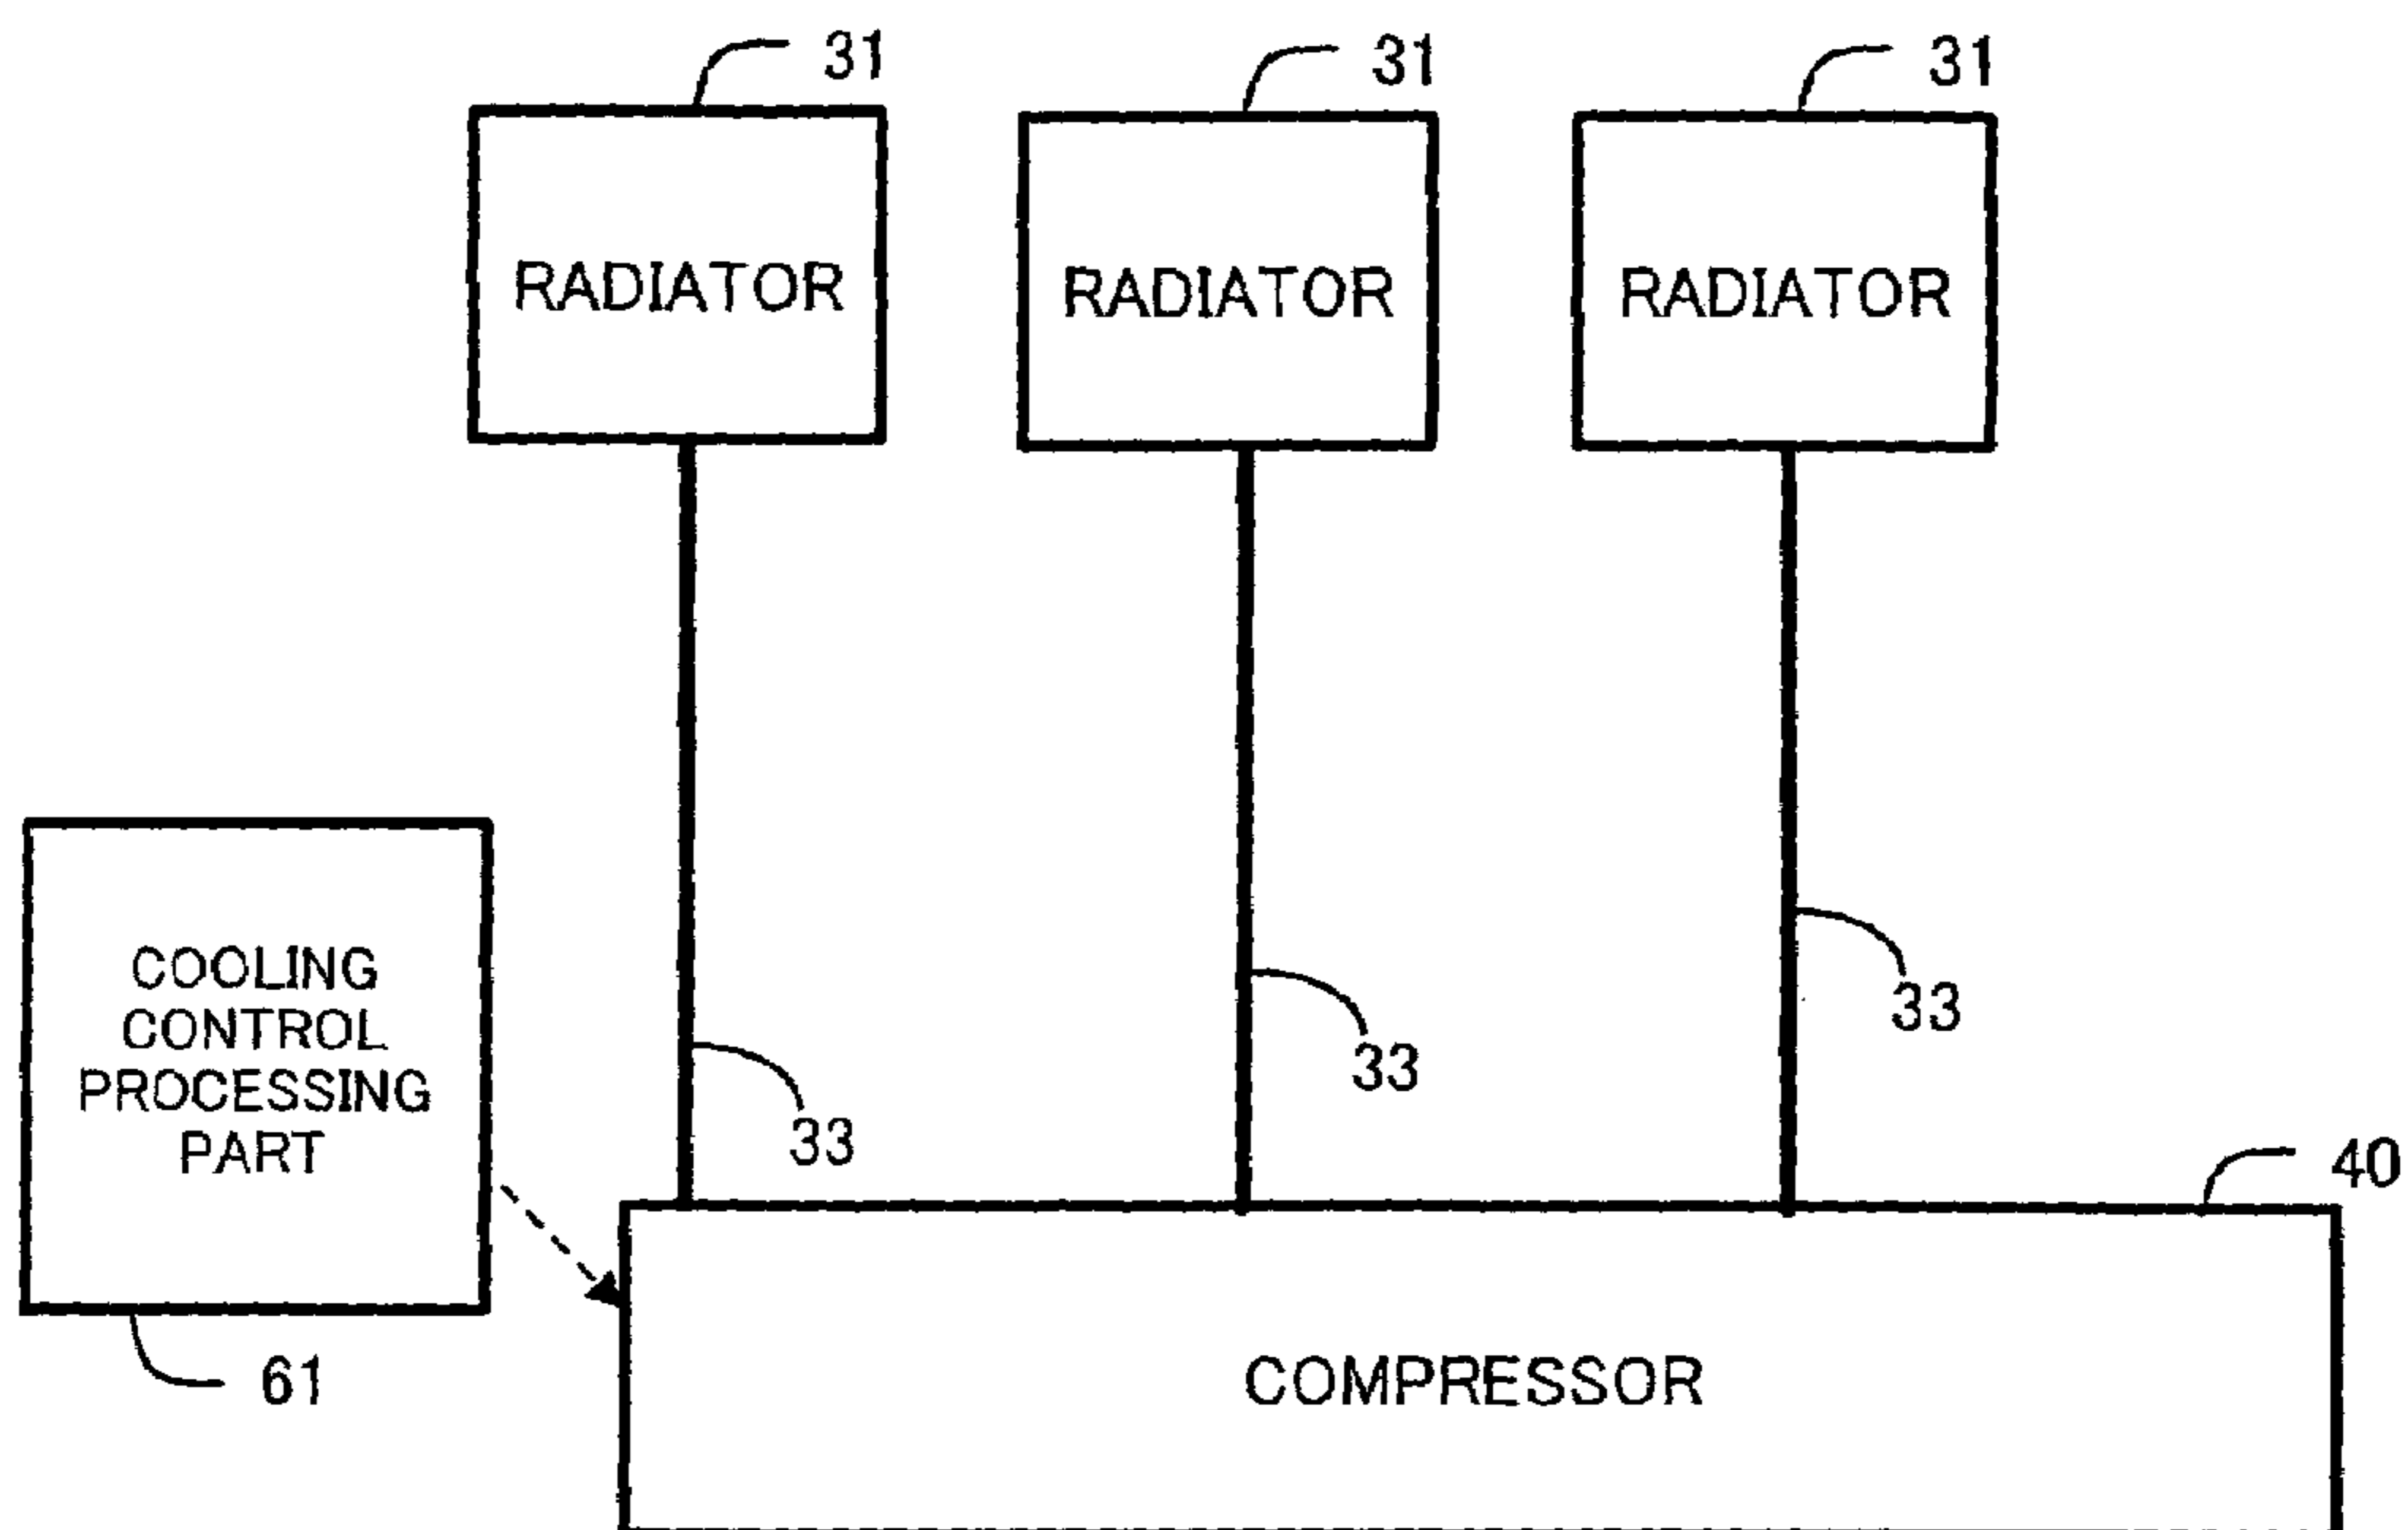 31
31
31
RADIATOR
RADIATOR
RADIATOR
COOLING
CONTROL
PROCESSING
PART
33
33
33
40
61
COMPRESSOR